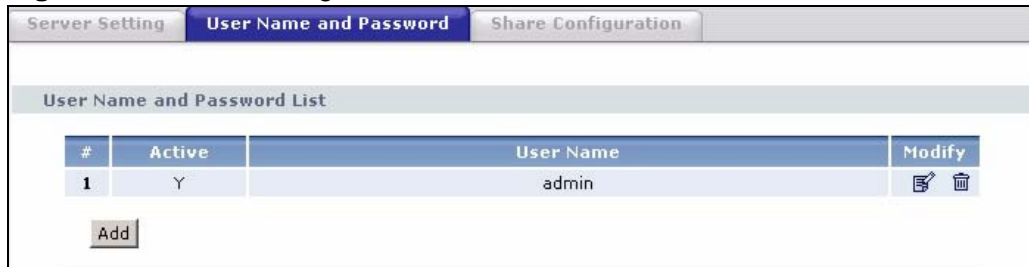 Server Setting User Name and Password Share Configuration
User Name and Password List
# Active User Name Modify
1 Y admin
Add